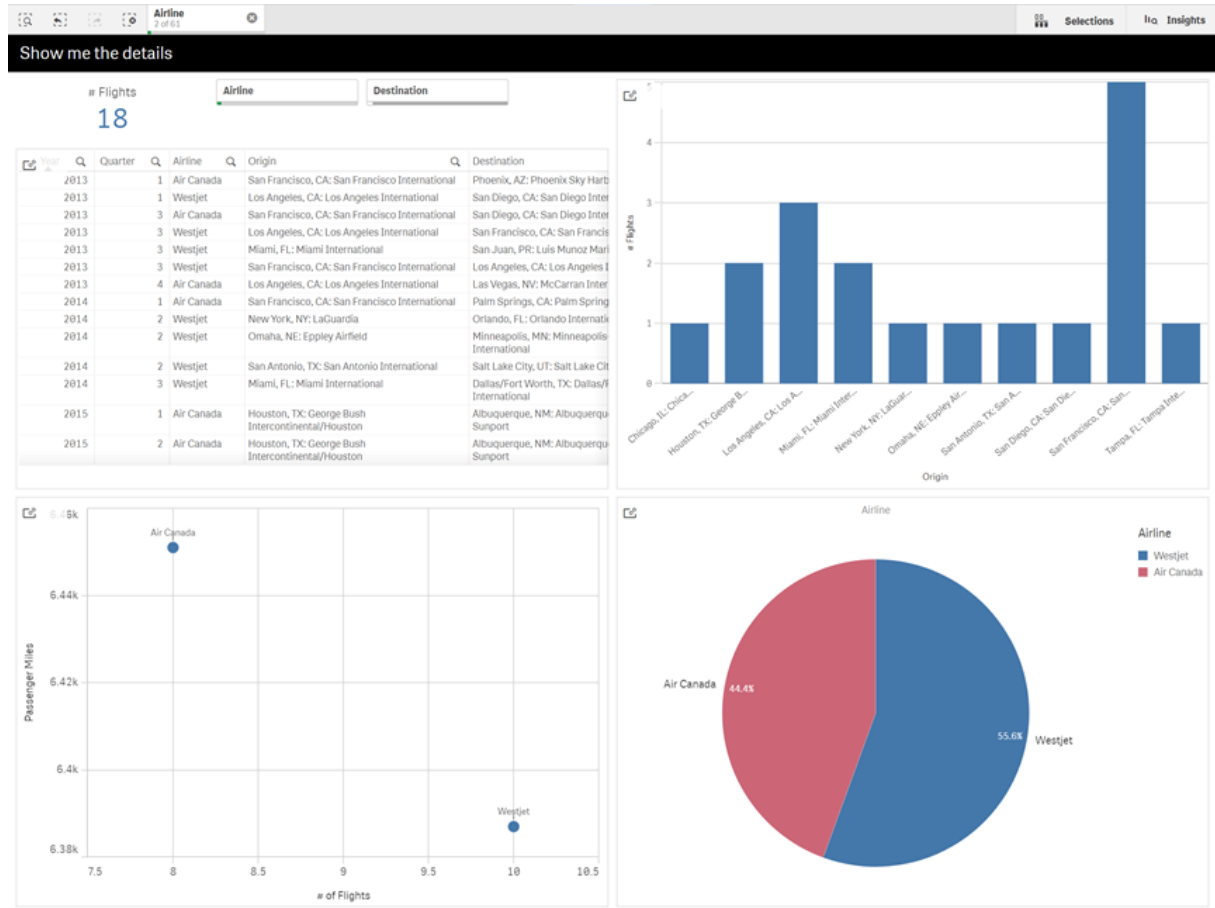 Airline
2 of 61
Selections
Insights
Show me the details
# Flights
18
Airline
Destination
Year Quarter Airline Origin Destination
2013 1 Air Canada San Francisco, CA: San Francisco International Phoenix, AZ: Phoenix Sky Harb
2013 1 Westjet Los Angeles, CA: Los Angeles International San Diego, CA: San Diego Inter
2013 3 Air Canada San Francisco, CA: San Francisco International San Diego, CA: San Diego Inter
2013 3 Westjet Los Angeles, CA: Los Angeles International San Francisco, CA: San Francis
2013 3 Westjet Miami, FL: Miami International San Juan, PR: Luis Munoz Mari
2013 3 Westjet San Francisco, CA: San Francisco International Los Angeles, CA: Los Angeles I
2013 4 Air Canada Los Angeles, CA: Los Angeles International Las Vegas, NV: McCarran Inter
2014 1 Air Canada San Francisco, CA: San Francisco International Palm Springs, CA: Palm Spring
2014 2 Westjet New York, NY: LaGuardia Orlando, FL: Orlando Internatio
2014 2 Westjet Omaha, NE: Eppley Airfield Minneapolis, MN: Minneapolis-
International
2014 2 Westjet San Antonio, TX: San Antonio International Salt Lake City, UT: Salt Lake Cit
2014 3 Westjet Miami, FL: Miami International Dallas/Fort Worth, TX: Dallas/F
International
2015 1 Air Canada Houston, TX: George Bush Albuquerque, NM: Albuquerqu
Intercontinental/Houston Sunport
2015 2 Air Canada Houston, TX: George Bush Albuquerque, NM: Albuquerqu
Intercontinental/Houston Sunport
# Flights
5
4
3
2
1
0
Chicago, IL: Chica...
Houston, TX: George B...
Los Angeles, CA: Los A...
Miami, FL: Miami Inter...
New York, NY: LaGuar...
Omaha, NE: Eppley Air...
San Antonio, TX: San A...
San Diego, CA: San Die...
San Francisco, CA: San...
Tampa, FL: Tampa Inte...
Origin
Passenger Miles
6.46k
6.44k
6.42k
6.4k
6.38k
Air Canada
Westjet
7.5 8 8.5 9 9.5 10 10.5
# of Flights
Airline
Airline
Westjet
Air Canada
Air Canada
44.4%
55.6%
Westjet